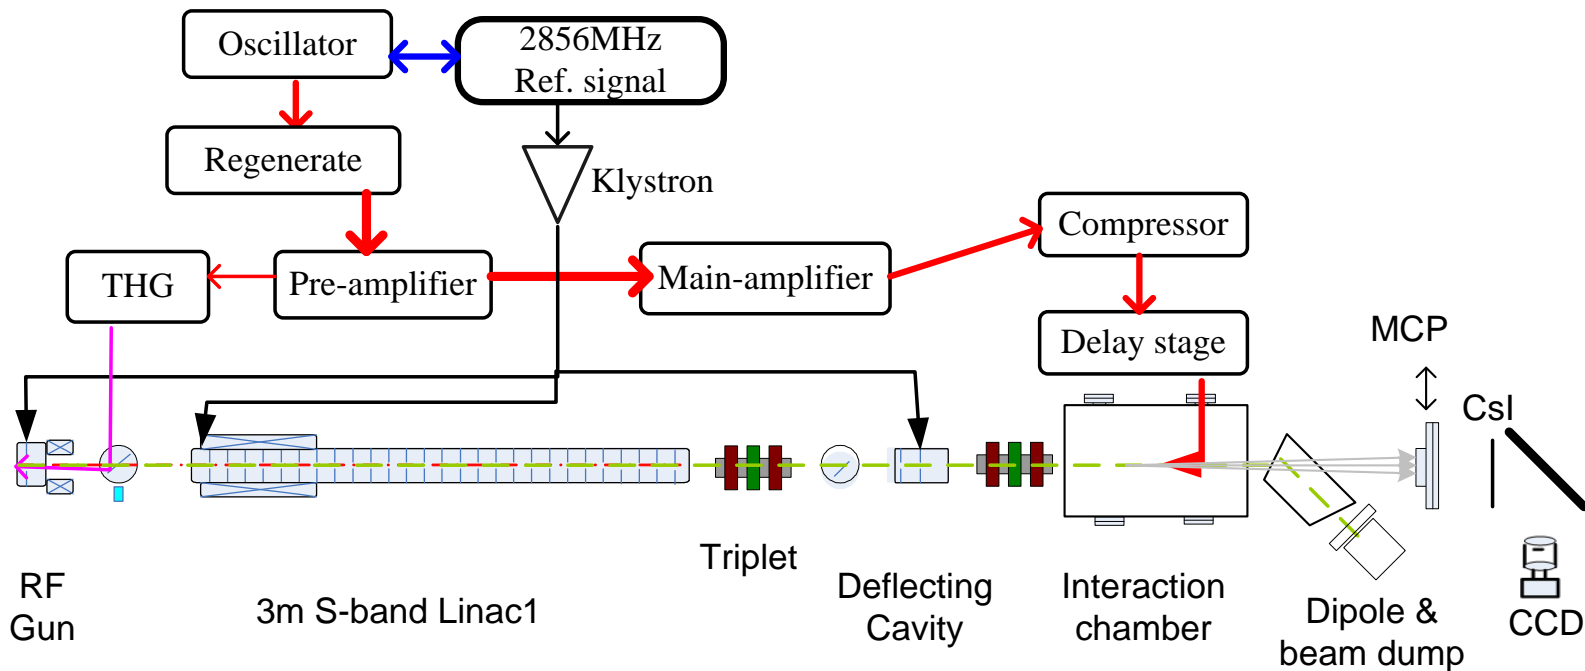 Oscillator
2856MHz
Ref. signal
Regenerate
Klystron
THG
Pre-amplifier
Main-amplifier
Compressor
Delay stage
MCP
CsI
RF
Gun
3m S-band Linac1
Triplet
Deflecting
Cavity
Interaction
chamber
Dipole &
beam dump
CCD